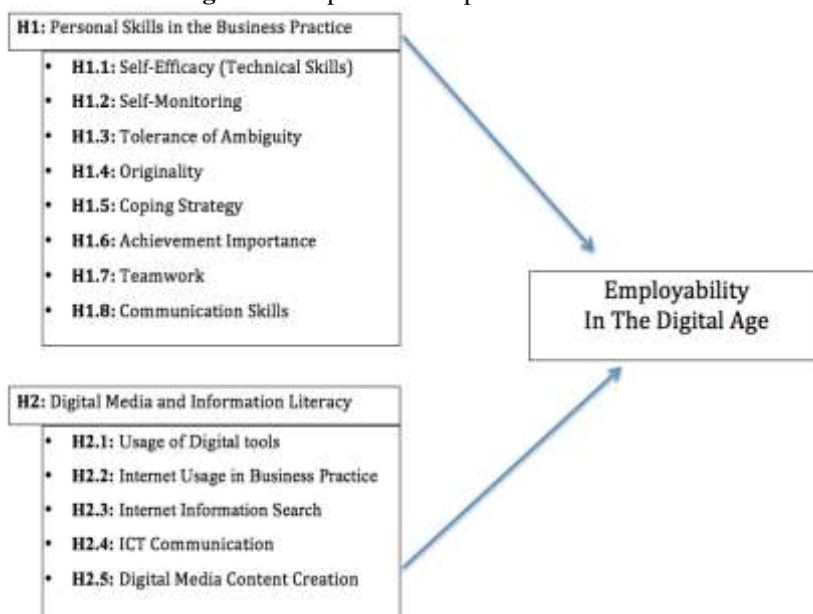 H1: Personal Skills in the Business Practice
• H1.1: Self-Efficacy (Technical Skills)
• H1.2: Self-Monitoring
• H1.3: Tolerance of Ambiguity
• H1.4: Originality
• H1.5: Coping Strategy
• H1.6: Achievement Importance
• H1.7: Teamwork
• H1.8: Communication Skills
Employability
In The Digital Age
H2: Digital Media and Information Literacy
• H2.1: Usage of Digital tools
• H2.2: Internet Usage in Business Practice
• H2.3: Internet Information Search
• H2.4: ICT Communication
• H2.5: Digital Media Content Creation